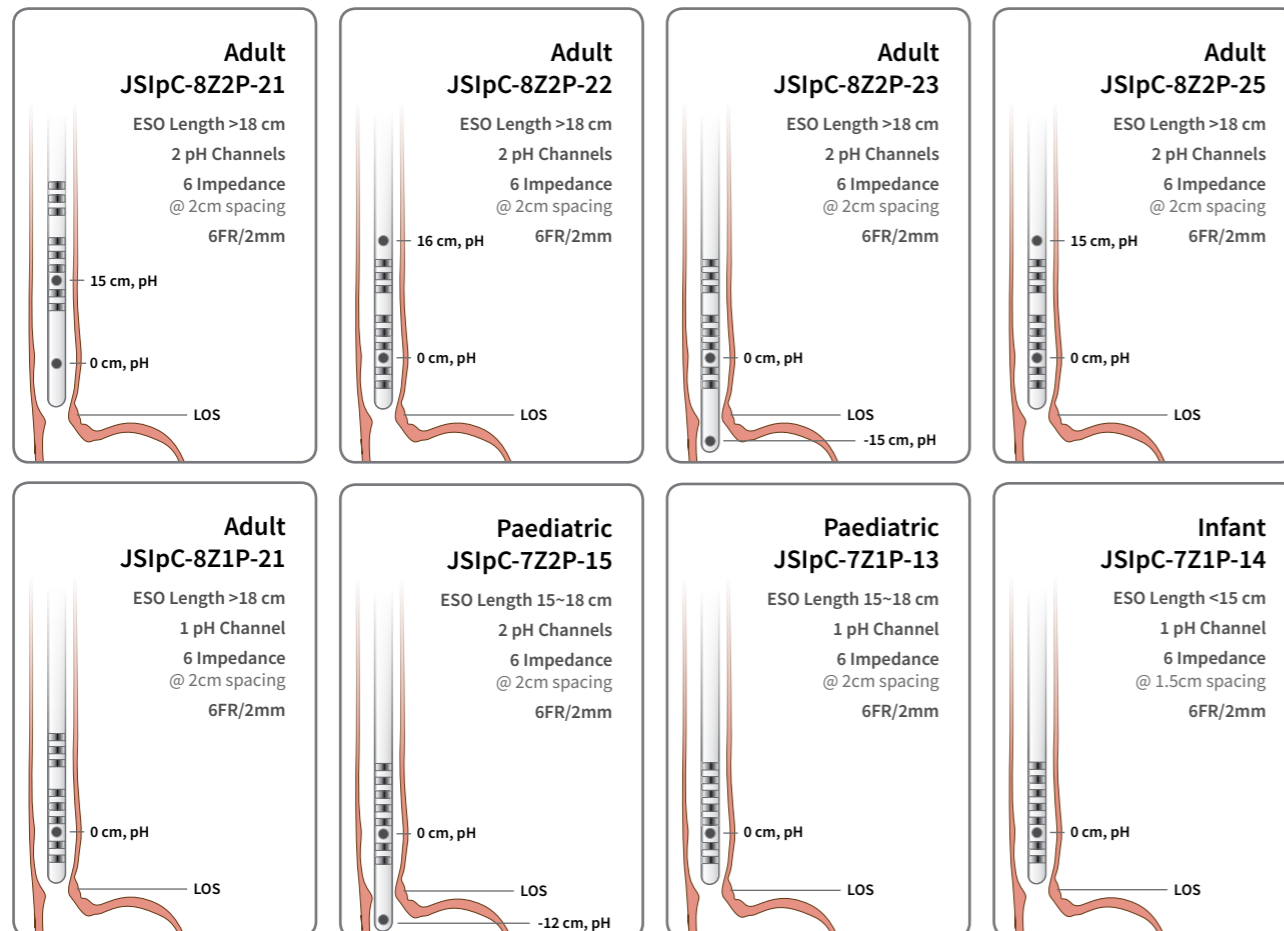 Adult
JSIpC-8Z2P-21
ESO Length >18 cm
2 pH Channels
6 Impedance
@ 2cm spacing
6FR/2mm
15 cm, pH
0 cm, pH
LOS
Adult
JSIpC-8Z2P-22
ESO Length >18 cm
2 pH Channels
6 Impedance
@ 2cm spacing
6FR/2mm
16 cm, pH
0 cm, pH
LOS
Adult
JSIpC-8Z2P-23
ESO Length >18 cm
2 pH Channels
6 Impedance
@ 2cm spacing
6FR/2mm
0 cm, pH
LOS
-15 cm, pH
Adult
JSIpC-8Z2P-25
ESO Length >18 cm
2 pH Channels
6 Impedance
@ 2cm spacing
6FR/2mm
15 cm, pH
0 cm, pH
LOS
Adult
JSIpC-8Z1P-21
ESO Length >18 cm
1 pH Channel
6 Impedance
@ 2cm spacing
6FR/2mm
0 cm, pH
LOS
Paediatric
JSIpC-7Z2P-15
ESO Length 15~18 cm
2 pH Channels
6 Impedance
@ 2cm spacing
6FR/2mm
0 cm, pH
LOS
-12 cm, pH
Paediatric
JSIpC-7Z1P-13
ESO Length 15~18 cm
1 pH Channel
6 Impedance
@ 2cm spacing
6FR/2mm
0 cm, pH
LOS
Infant
JSIpC-7Z1P-14
ESO Length <15 cm
1 pH Channel
6 Impedance
@ 1.5cm spacing
6FR/2mm
0 cm, pH
LOS